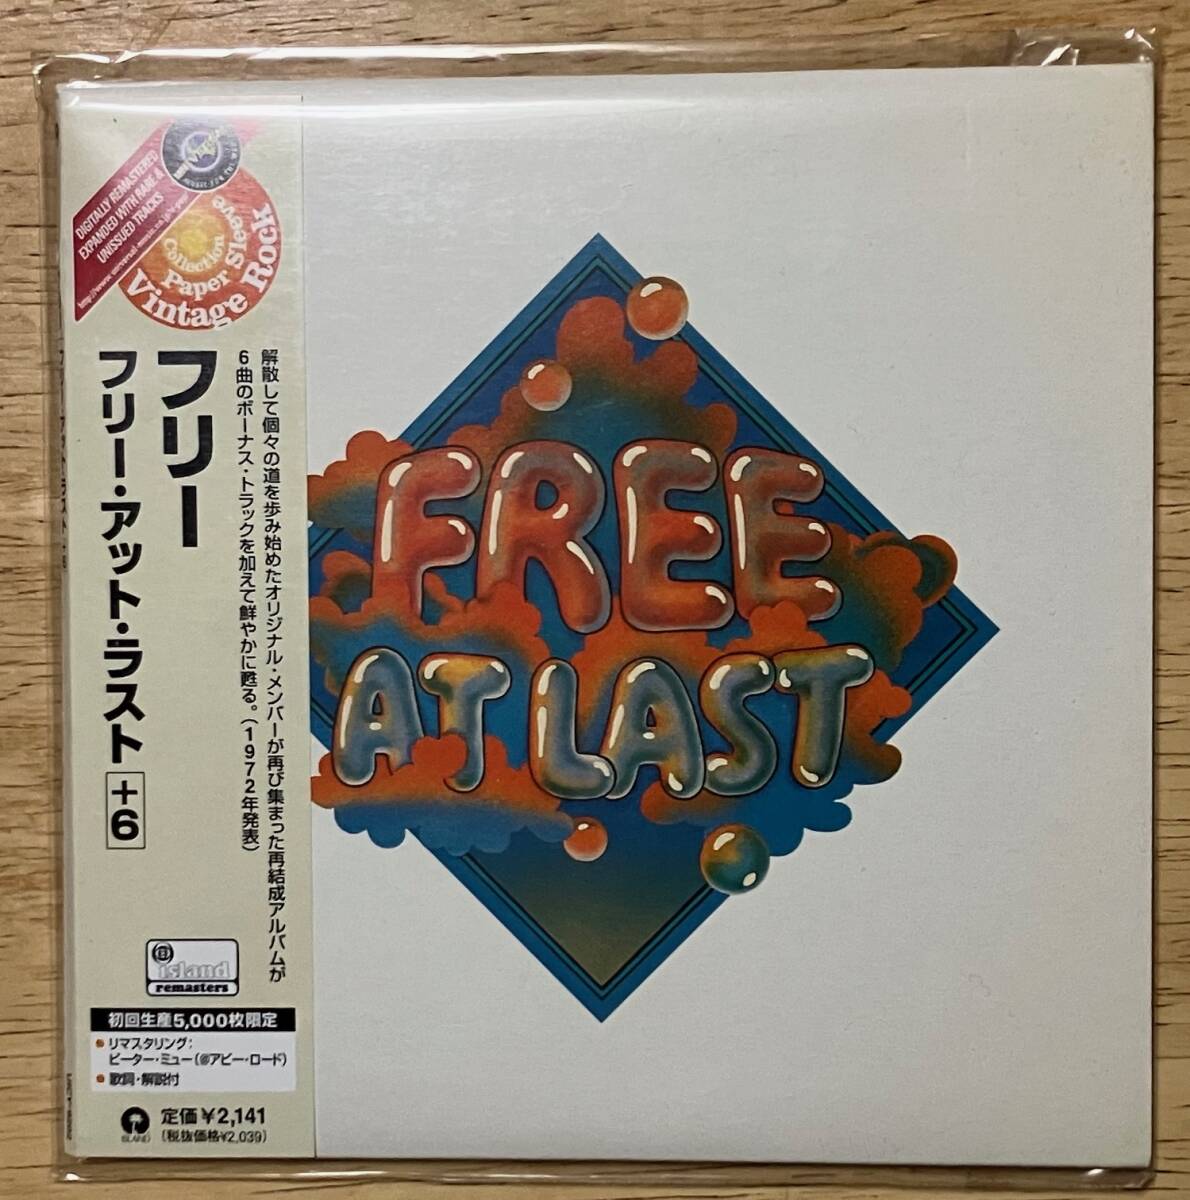 DIGITALLY REMASTERED
EXPANDED WITH RARE &
UNISSUED TRACKS
Collection
Paper Sleeve
Vintage Rock
フリー
フリー・アット・ラスト
+6
解散して個々の道を歩み始めたオリジナル・メンバーが再び集まった再結成アルバムが
6曲のボーナス・トラックを加えて鮮やかに甦る。(1972年発表)
island
remasters
初回生産5,000枚限定
リマスタリング:
ピーター・ミュー(@アビー・ロード)
歌詞・解説付
ISLAND
定価¥2,141
(税抜価格¥2,039)
FREE
AT LAST